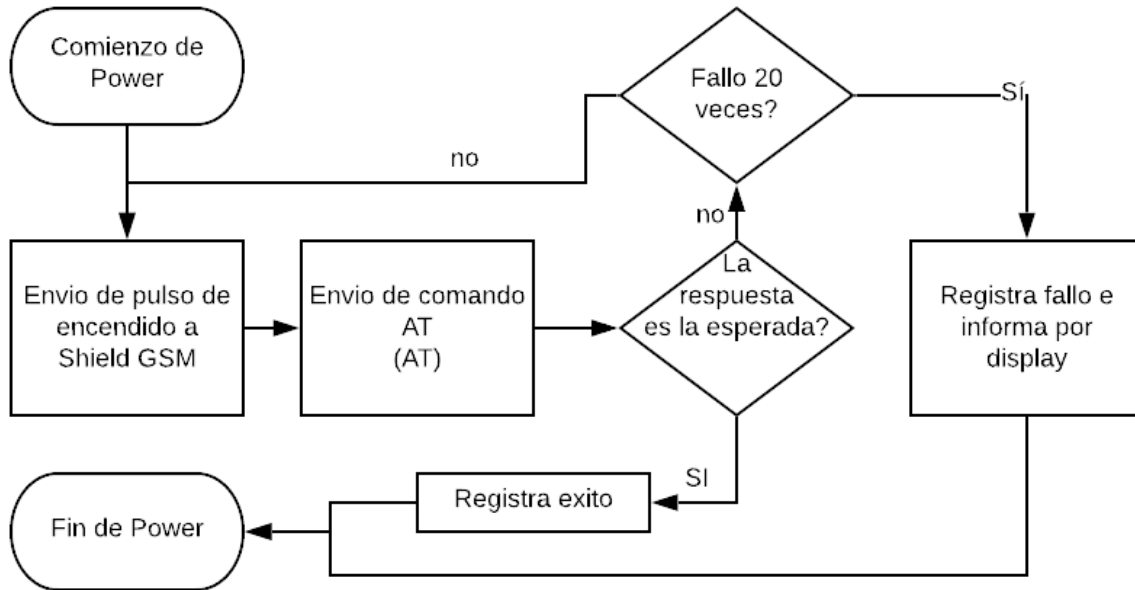 Comienzo de
Power
Fallo 20
veces?
Sí
no
no
Envio de pulso de
encendido a
Shield GSM
Envio de comando
AT
(AT)
La
respuesta
es la esperada?
Registra fallo e
informa por
display
SI
Registra exito
Fin de Power